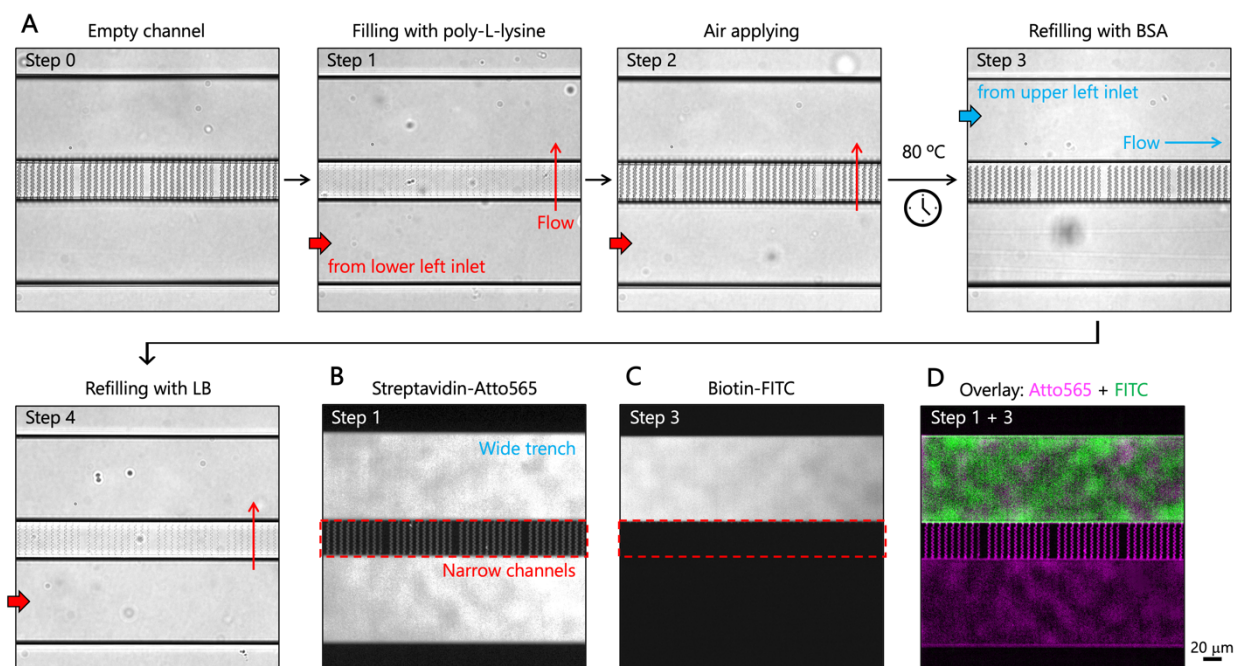 A
Empty channel
Filling with poly-L-lysine
Air applying
Refilling with BSA
Step 0
Step 1
Step 2
Step 3
from upper left inlet
Flow
80 ºC
Flow
from lower left inlet
Refilling with LB
B
Streptavidin-Atto565
C
Biotin-FITC
D
Overlay: Atto565 + FITC
Step 4
Step 1
Step 3
Step 1 + 3
Wide trench
Narrow channels
20 µm